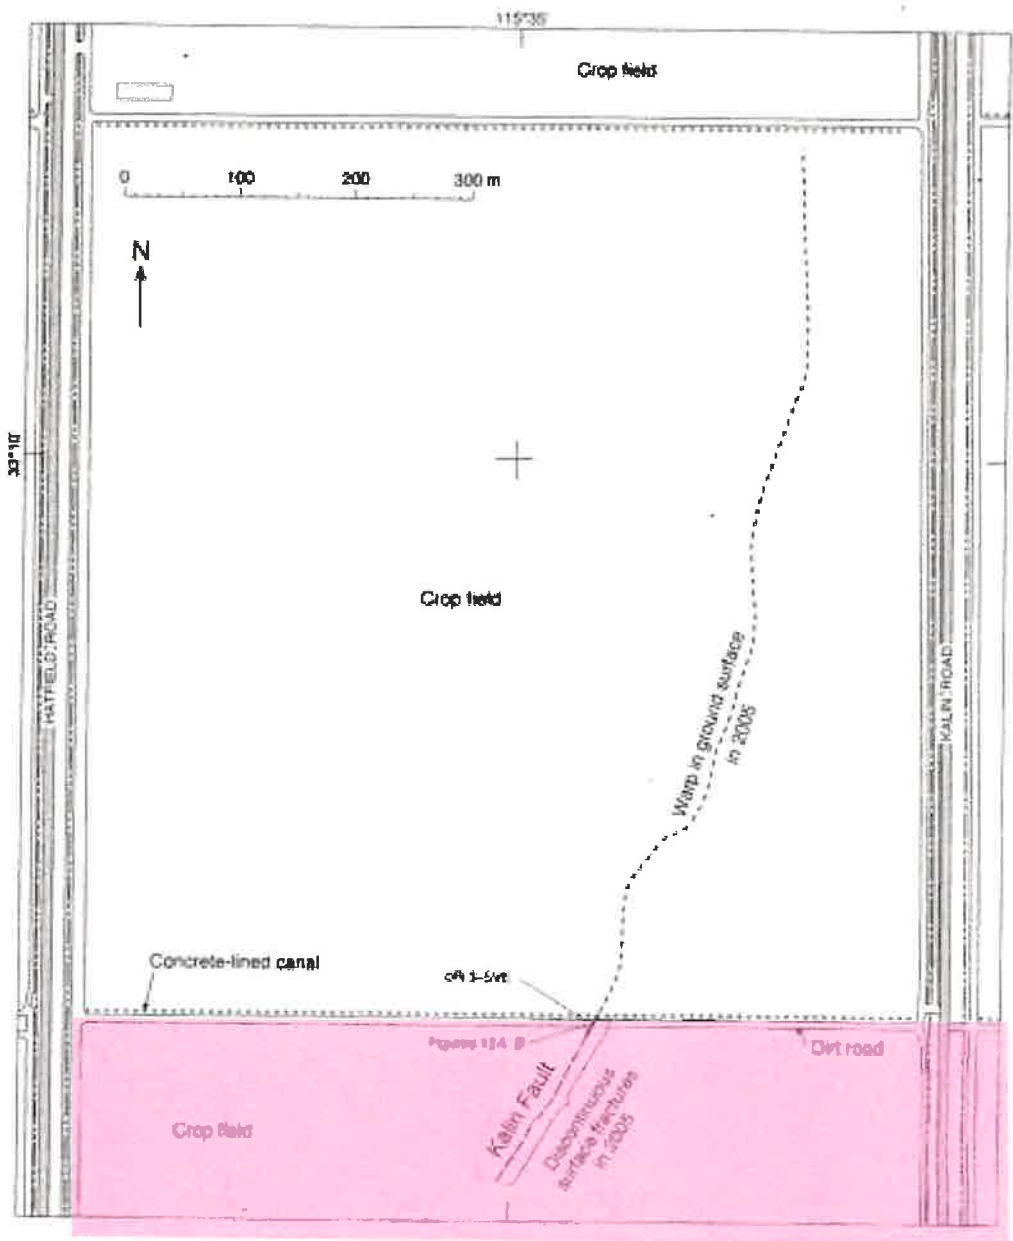 115°35'
Crop field
0 100 200 300 m
N
33°10'
Crop field
HATFIELD ROAD
KALIN ROAD
Warp in ground surface
in 2005
Concrete-lined canal
Dirt road
Kalin Fault
Discontinuous
surface fractures
in 2005
Crop field